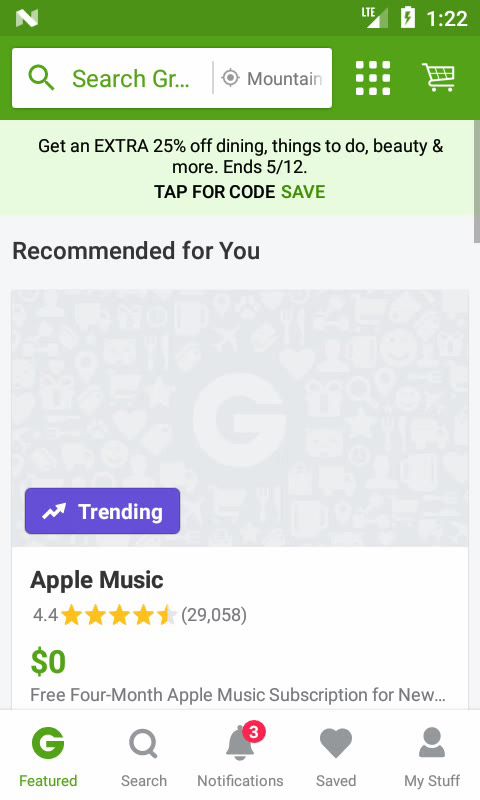 LTE 1:22
Search Gr... Mountain
Get an EXTRA 25% off dining, things to do, beauty &
more. Ends 5/12.
TAP FOR CODE SAVE
Recommended for You
G
Trending
Apple Music
4.4 (29,058)
$0
Free Four-Month Apple Music Subscription for New...
G 3
Featured Search Notifications Saved My Stuff